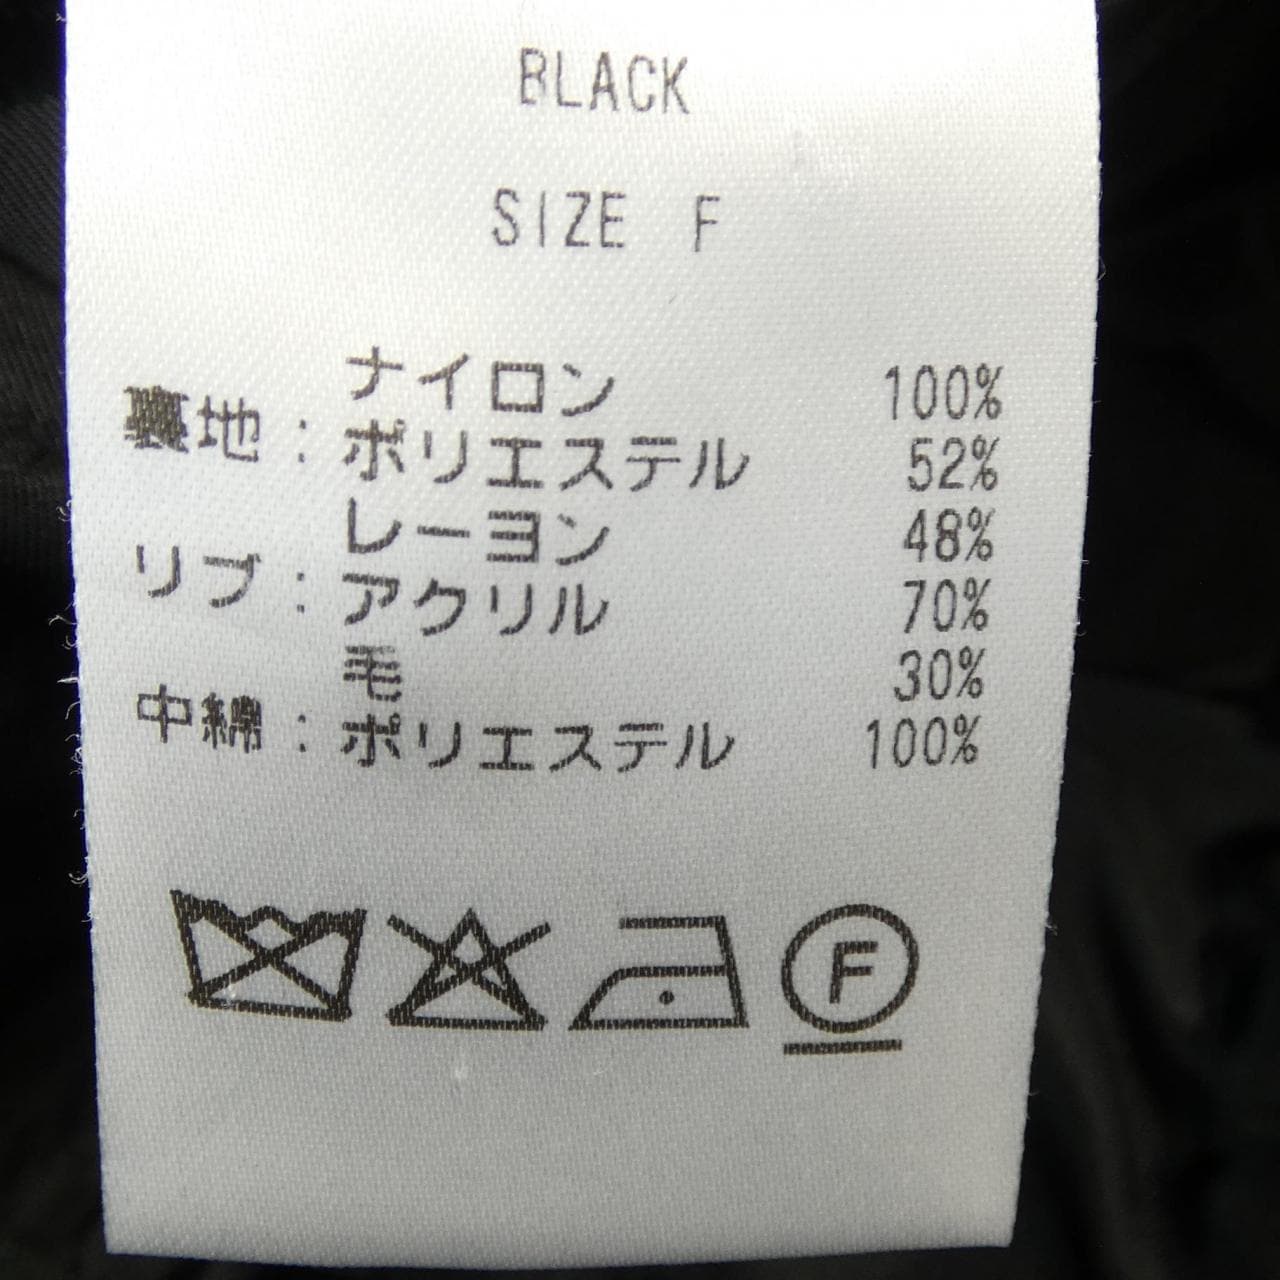 BLACK
SIZE F
ナイロン 100%
裏地:ポリエステル 52%
レーヨン 48%
リブ:アクリル 70%
毛 30%
中綿:ポリエステル 100%
F